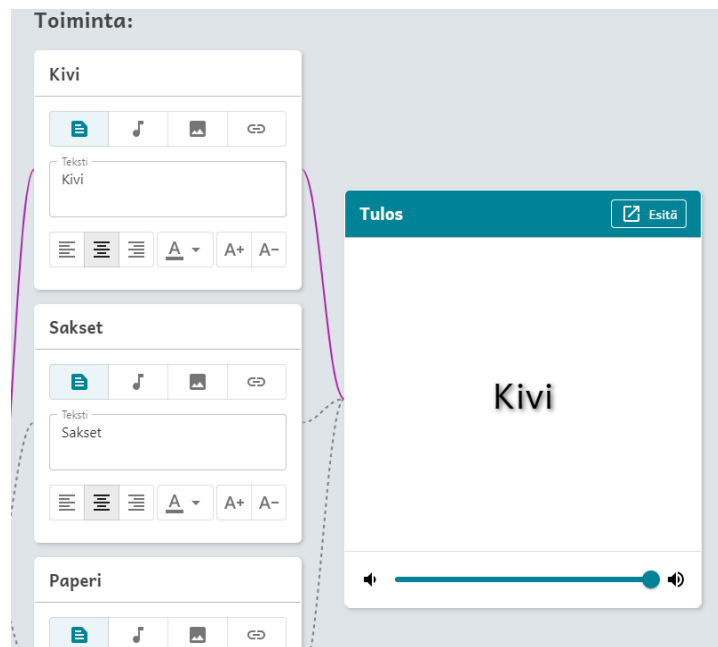 Toiminta:
Kivi
Teksti
Kivi
A
A+ A-
Sakset
Teksti
Sakset
A
A+ A-
Paperi
Tulos
Esitä
Kivi